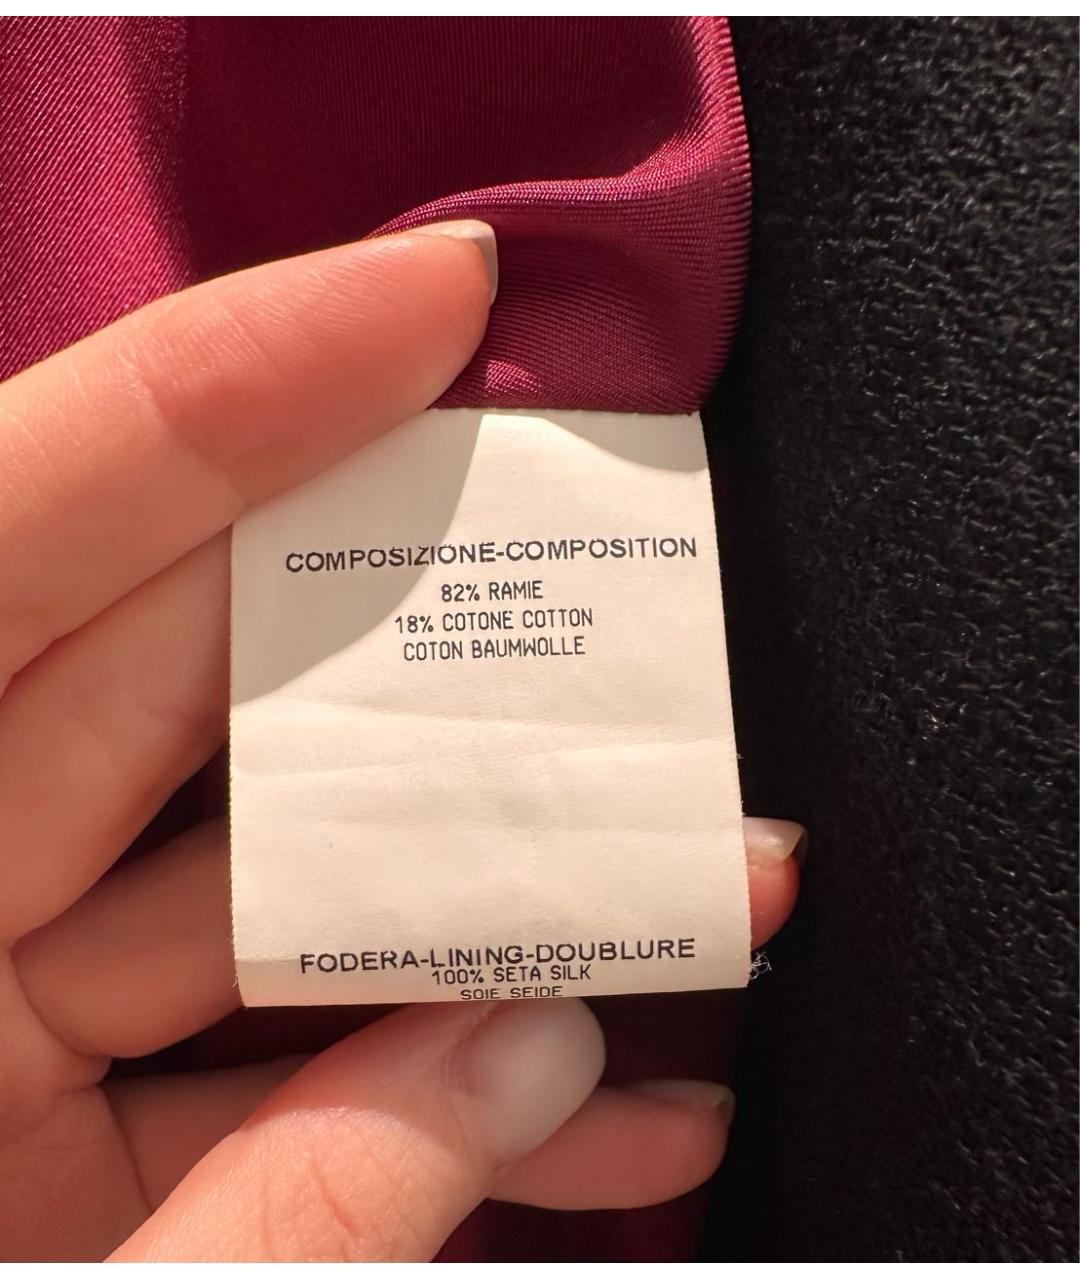 COMPOSIZIONE-COMPOSITION
82% RAMIE
18% COTONE COTTON
COTON BAUMWOLLE
FODERA-LINING-DOUBLURE
100% SETA SILK
SOIE SEIDE